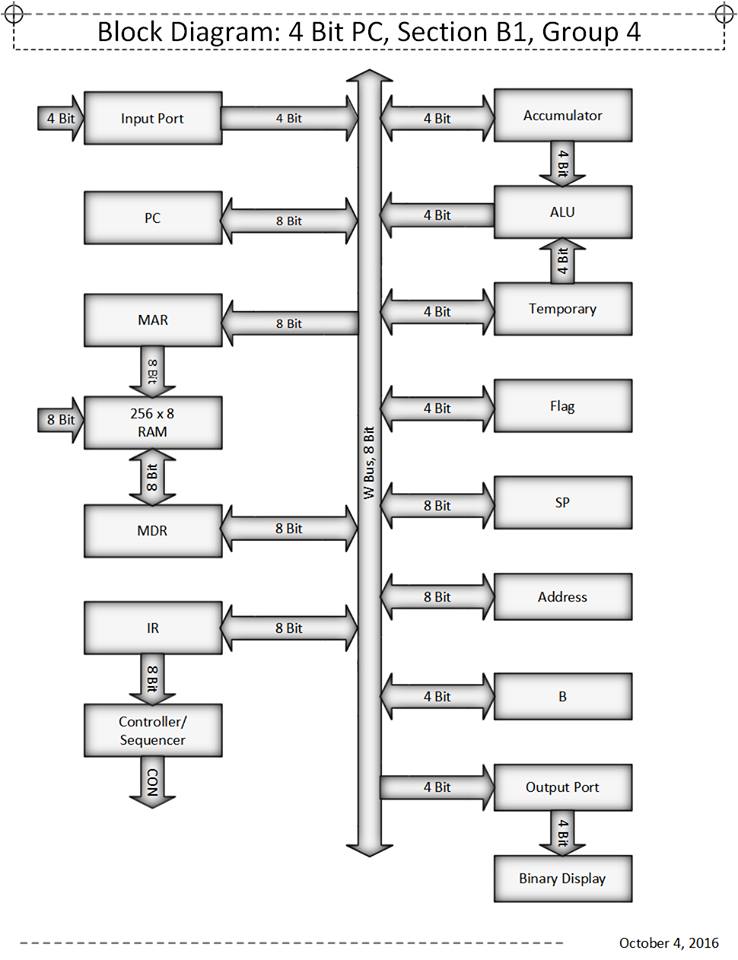 Block Diagram: 4 Bit PC, Section B1, Group 4
4 Bit
Input Port
4 Bit
4 Bit
Accumulator
4 Bit
PC
8 Bit
4 Bit
ALU
4 Bit
MAR
8 Bit
4 Bit
Temporary
8 Bit
8 Bit
256 x 8
RAM
4 Bit
Flag
W Bus, 8 Bit
8 Bit
MDR
8 Bit
8 Bit
SP
IR
8 Bit
8 Bit
Address
8 Bit
Controller/
Sequencer
CON
4 Bit
B
4 Bit
Output Port
4 Bit
Binary Display
October 4, 2016